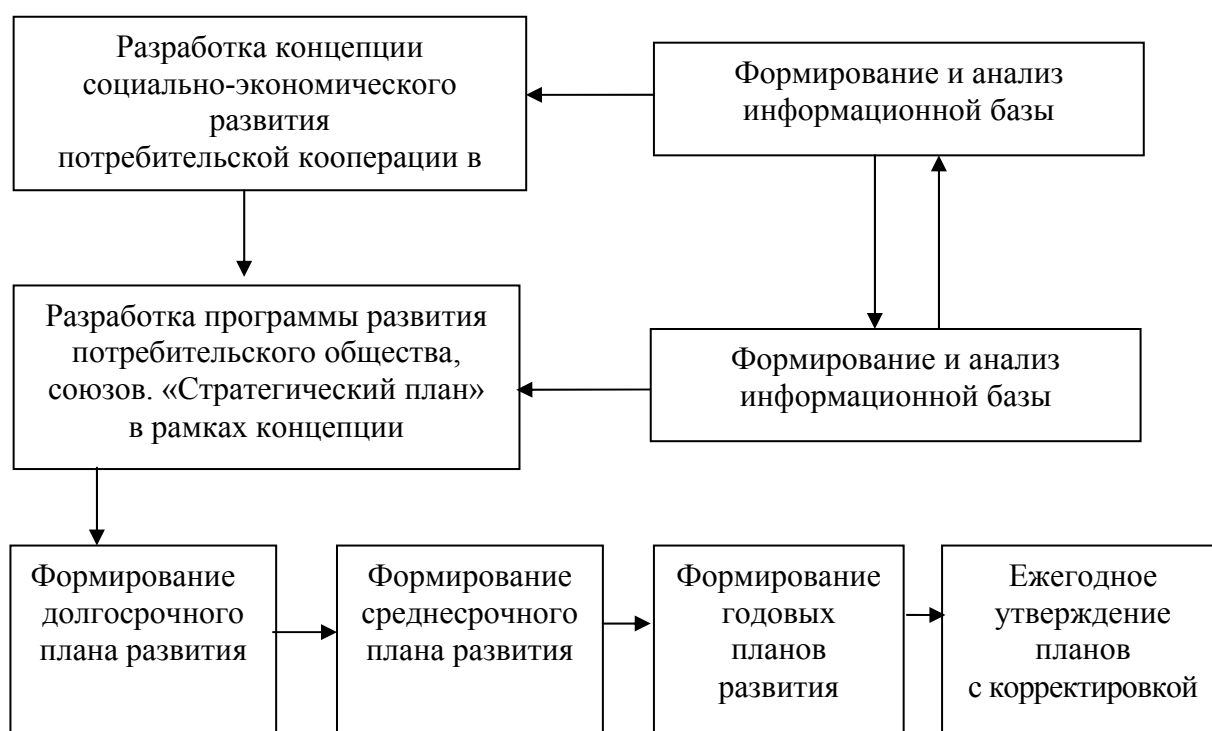 Разработка концепции
социально-экономического
развития
потребительской кооперации в
Формирование и анализ
информационной базы
Разработка программы развития
потребительского общества,
союзов. «Стратегический план»
в рамках концепции
Формирование и анализ
информационной базы
Формирование
долгосрочного
плана развития
Формирование
среднесрочного
плана развития
Формирование
годовых
планов
развития
Ежегодное
утверждение
планов
с корректировкой